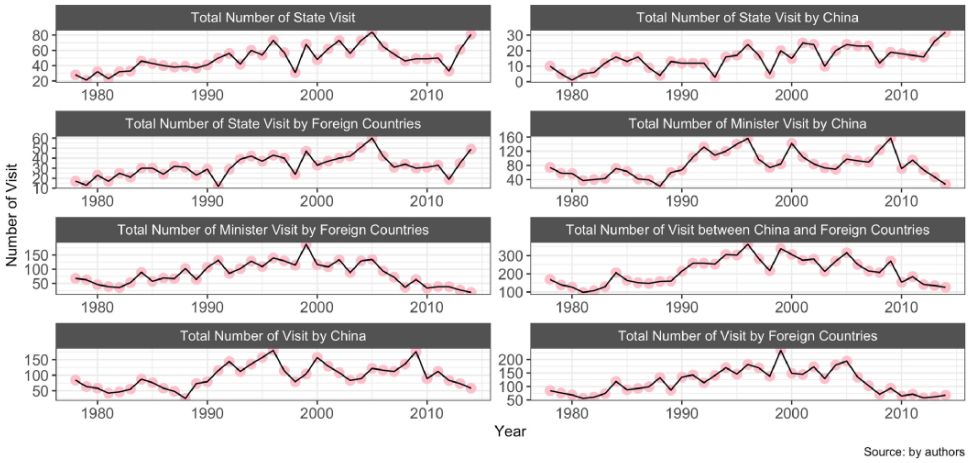 Total Number of State Visit
80
60
40
20
1980 1990 2000 2010
Total Number of State Visit by China
30
20
10
0
1980 1990 2000 2010
Total Number of State Visit by Foreign Countries
60
50
40
30
20
10
1980 1990 2000 2010
Total Number of Minister Visit by China
160
120
80
40
1980 1990 2000 2010
Total Number of Minister Visit by Foreign Countries
150
100
50
1980 1990 2000 2010
Total Number of Visit between China and Foreign Countries
300
200
100
1980 1990 2000 2010
Total Number of Visit by China
150
100
50
1980 1990 2000 2010
Total Number of Visit by Foreign Countries
200
150
100
50
1980 1990 2000 2010
Number of Visit
Year
Source: by authors